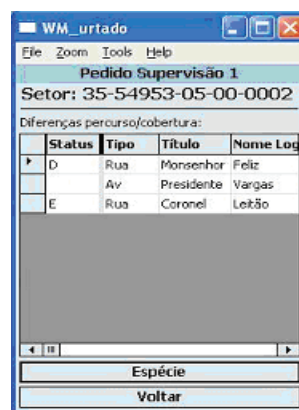 WM_urtado
File Zoom Tools Help
Pedido Supervisão 1
Setor: 35-54953-05-00-0002
Diferenças percurso/cobertura:
Status Tipo Título Nome Log
D Rua Monsenhor Feliz
Av Presidente Vargas
E Rua Coronel Leitão
Espécie
Voltar